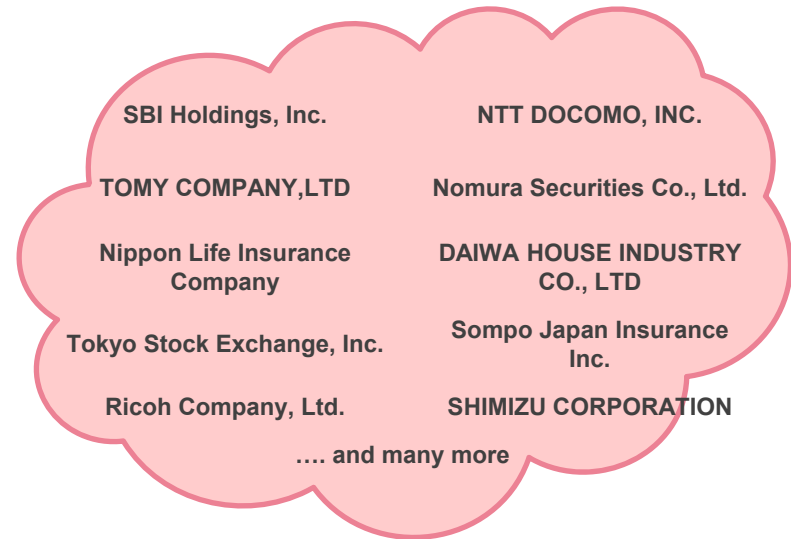 SBI Holdings, Inc.
NTT DOCOMO, INC.
TOMY COMPANY,LTD
Nomura Securities Co., Ltd.
Nippon Life Insurance
Company
DAIWA HOUSE INDUSTRY
CO., LTD
Tokyo Stock Exchange, Inc.
Sompo Japan Insurance
Inc.
Ricoh Company, Ltd.
SHIMIZU CORPORATION
…. and many more